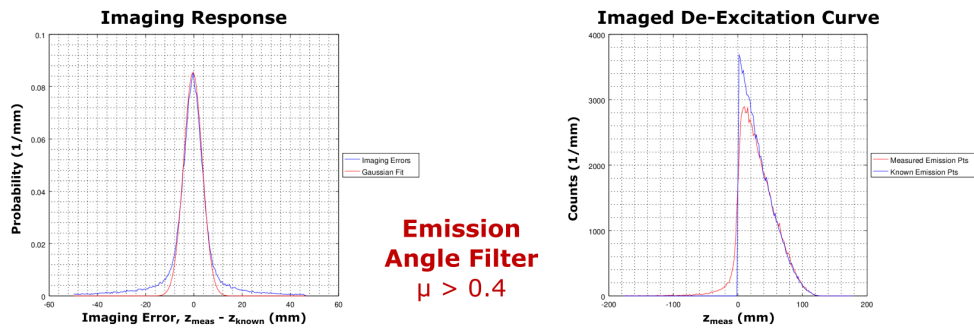 Imaging Response
0.1
0.08
0.06
0.04
0.02
0
-60
-40
-20
0
20
40
60
Probability (1/mm)
Imaging Error, z_meas - z_known (mm)
Imaging Errors
Gaussian Fit
Emission
Angle Filter
μ > 0.4
Imaged De-Excitation Curve
4000
3000
2000
1000
0
-200
-100
0
100
200
Counts (1/mm)
z_meas (mm)
Measured Emission Pts
Known Emission Pts